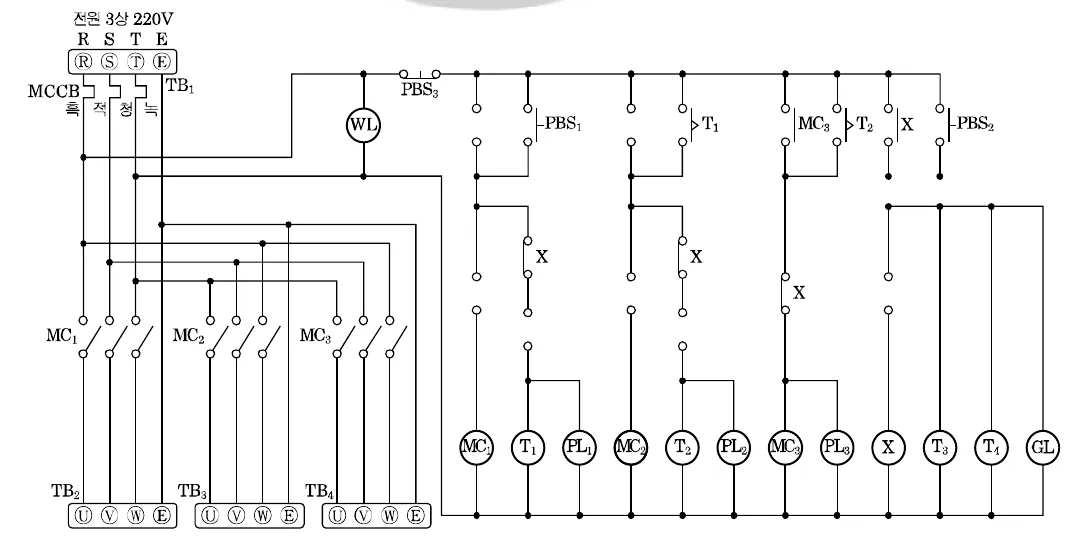 전원 3상 220V
R S T E
Ⓡ Ⓢ Ⓣ Ⓔ
TB₁
MCCB
흑 적 청 녹
WL
PBS₃
PBS₁
T₁
MC₃
T₂
X
PBS₂
X
X
X
MC₁
MC₂
MC₃
MC₁ T₁ PL₁ MC₂ T₂ PL₂ MC₃ PL₃ X T₃ T₄ GL
TB₂
TB₃
TB₄
Ⓤ Ⓥ Ⓦ Ⓔ
Ⓤ Ⓥ Ⓦ Ⓔ
Ⓤ Ⓥ Ⓦ Ⓔ